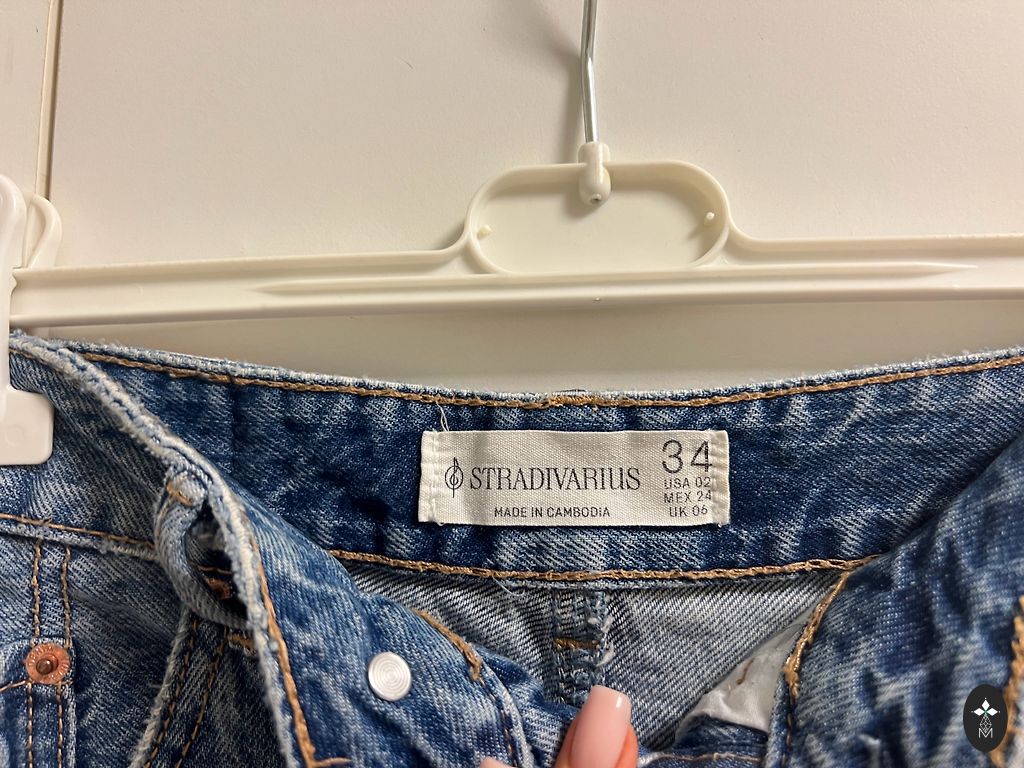 STRADIVARIUS
MADE IN CAMBODIA
34
USA 02
MEX 24
UK 06
M